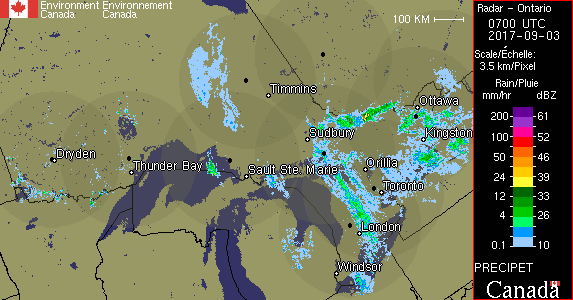 Environment Environnement
Canada Canada
100 KM
Timmins
Ottawa
Sudbury
Kingston
Dryden
Thunder Bay
Sault Ste. Marie
Orillia
Toronto
London
Windsor
Radar - Ontario
0700 UTC
2017-09-03
Scale/Échelle:
3.5 km/Pixel
Rain/Pluie
mm/hr dBZ
200 61
100 52
50 46
24 39
12 33
4 26
0.1 10
PRECIPET
Canada